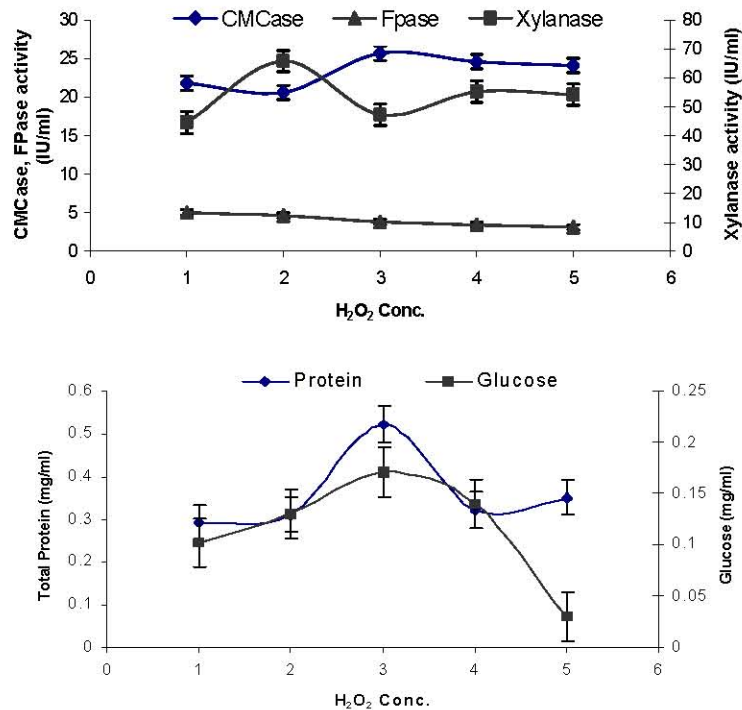 CMCase Fpase Xylanase
CMCase, FPase activity
(IU/ml)
30
25
20
15
10
5
0
80
70
60
50
40
30
20
10
0
Xylanase activity (IU/ml)
0 1 2 3 4 5 6
H₂O₂ Conc.
Protein Glucose
Total Protein (mg/ml)
0.6
0.5
0.4
0.3
0.2
0.1
0
0.25
0.2
0.15
0.1
0.05
0
Glucose (mg/ml)
0 1 2 3 4 5 6
H₂O₂ Conc.